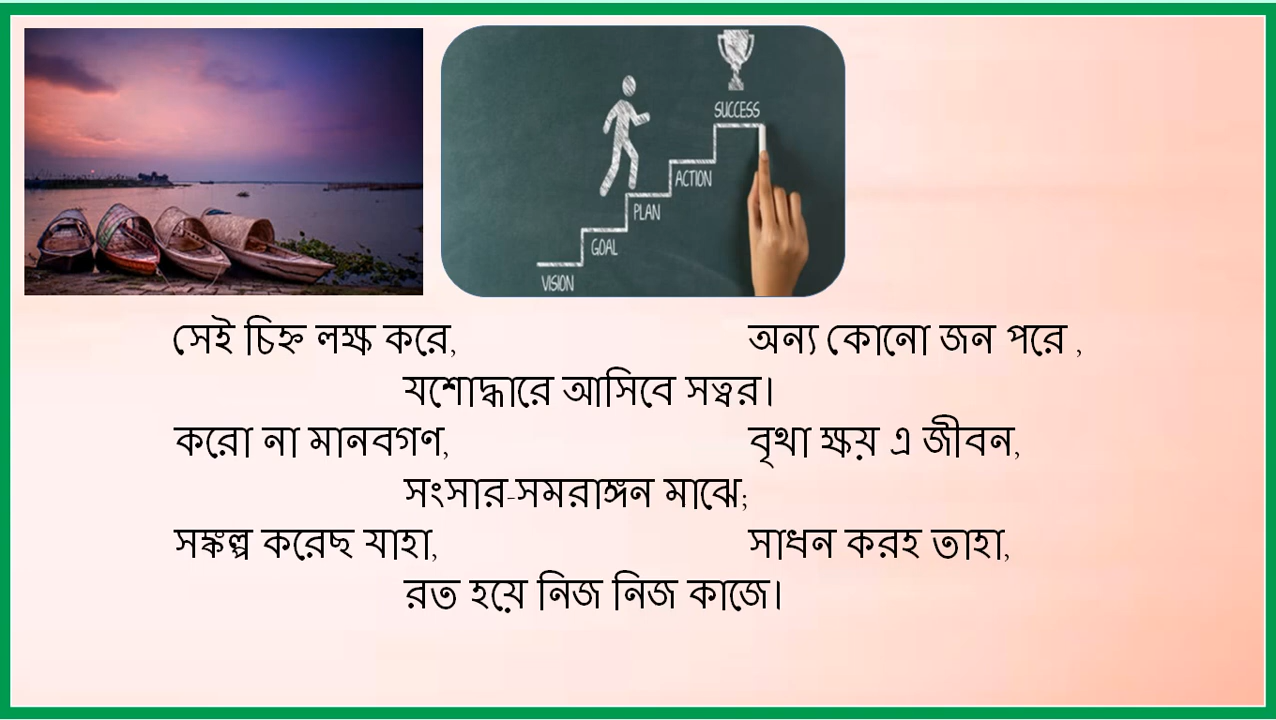 SUCCESS
ACTION
PLAN
GOAL
VISION
সেই চিহ্ন লক্ষ করে, অন্য কোনো জন পরে ,
যশোদ্ধারে আসিবে সত্বর।
করো না মানবগণ, বৃথা ক্ষয় এ জীবন,
সংসার-সমরাঙ্গন মাঝে;
সঙ্কল্প করেছ যাহা, সাধন করহ তাহা,
রত হয়ে নিজ নিজ কাজে।